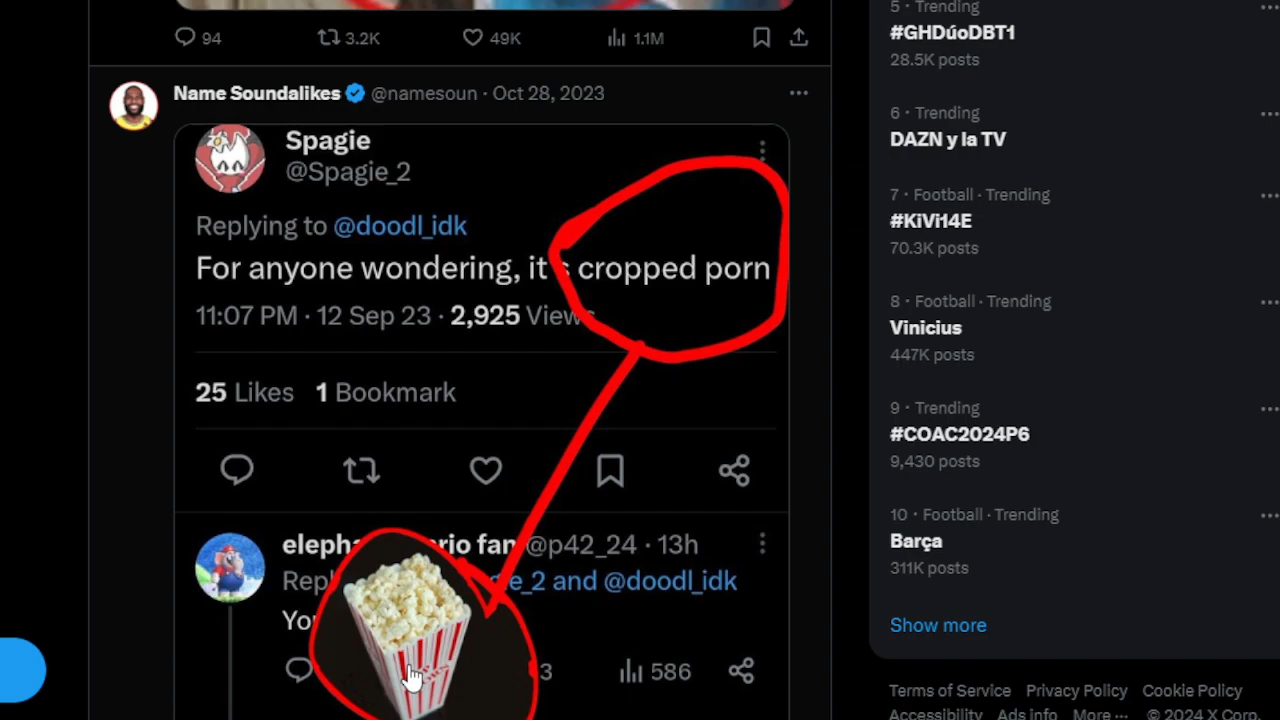 94 3.2K 49K 1.1M
Name Soundalikes @namesoun · Oct 28, 2023
Spagie
@Spagie_2
Replying to @doodl_idk
For anyone wondering, it s cropped porn
11:07 PM · 12 Sep 23 · 2,925 Views
25 Likes 1 Bookmark
rio fan @p42_24 · 13h
and @doodl_idk
586
5 · Trending
#GHDúoDBT1
28.5K posts
6 · Trending
DAZN y la TV
7 · Football · Trending
#KiVi14E
70.3K posts
8 · Football · Trending
Vinicius
447K posts
9 · Trending
#COAC2024P6
9,430 posts
10 · Football · Trending
Barça
311K posts
Show more
Terms of Service Privacy Policy Cookie Policy
Accessibility Ads info More ··· © 2024 X Corp.